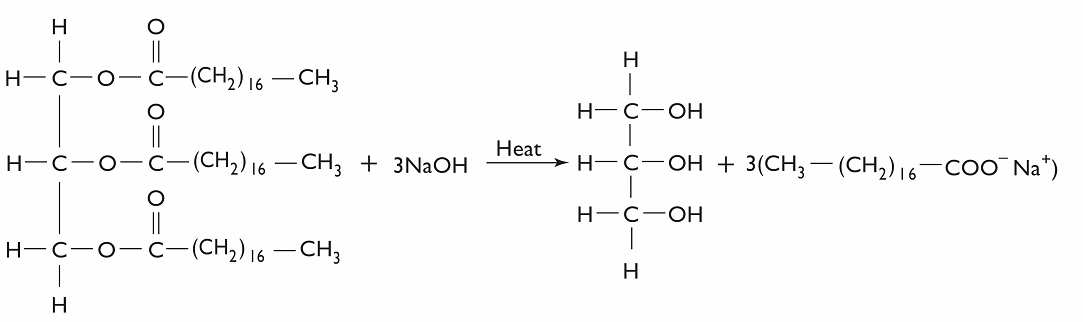 H O
H—C—O—C—(CH₂)₁₆—CH₃
O
H—C—O—C—(CH₂)₁₆—CH₃ + 3NaOH
O
H—C—O—C—(CH₂)₁₆—CH₃
H
Heat
H
H—C—OH
H—C—OH + 3(CH₃—(CH₂)₁₆—COO⁻Na⁺)
H—C—OH
H